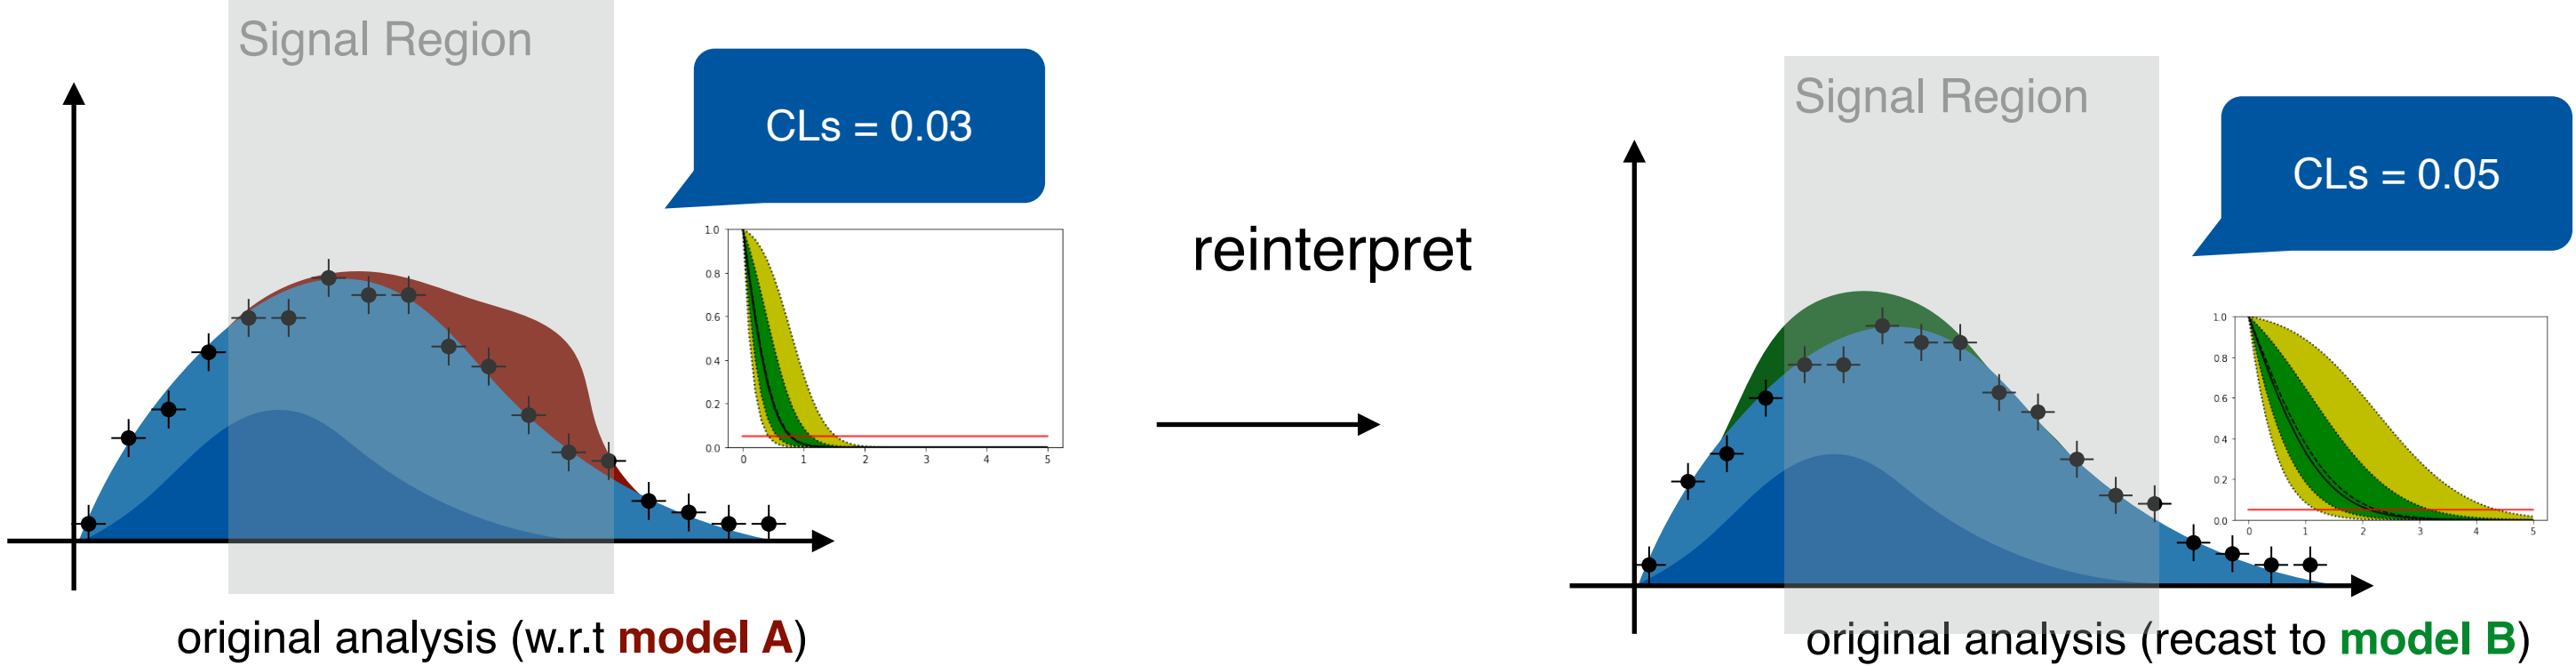 Signal Region
CLs = 0.03
1.0
0.8
0.6
0.4
0.2
0.0
0 1 2 3 4 5
original analysis (w.r.t model A)
reinterpret
Signal Region
CLs = 0.05
1.0
0.8
0.6
0.4
0.2
0.0
0 1 2 3 4 5
original analysis (recast to model B)